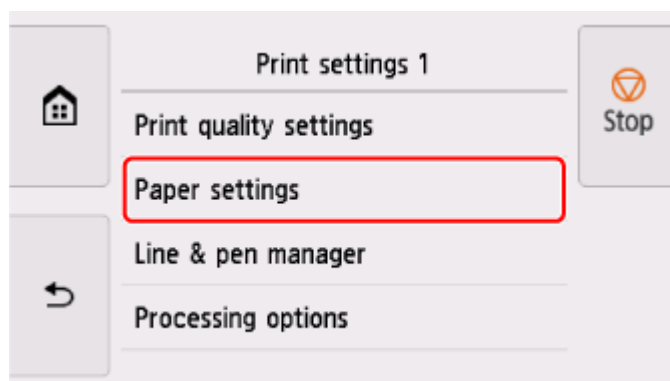 Print settings 1
Stop
Print quality settings
Paper settings
Line & pen manager
Processing options